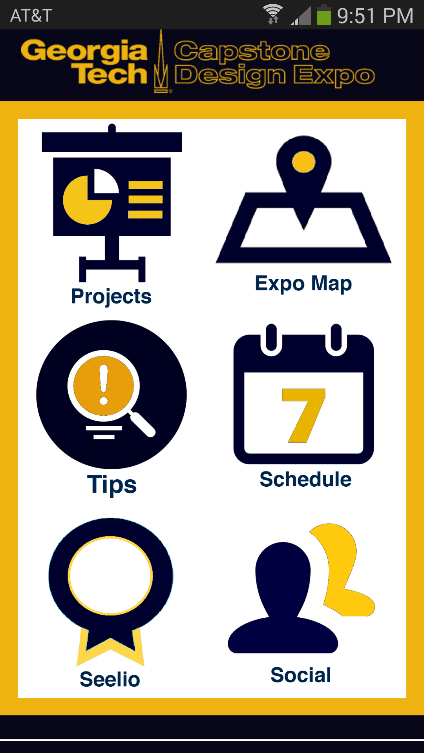 AT&T 9:51 PM
Georgia Capstone
Tech Design Expo
Projects Expo Map
7
Tips Schedule
Seelio Social